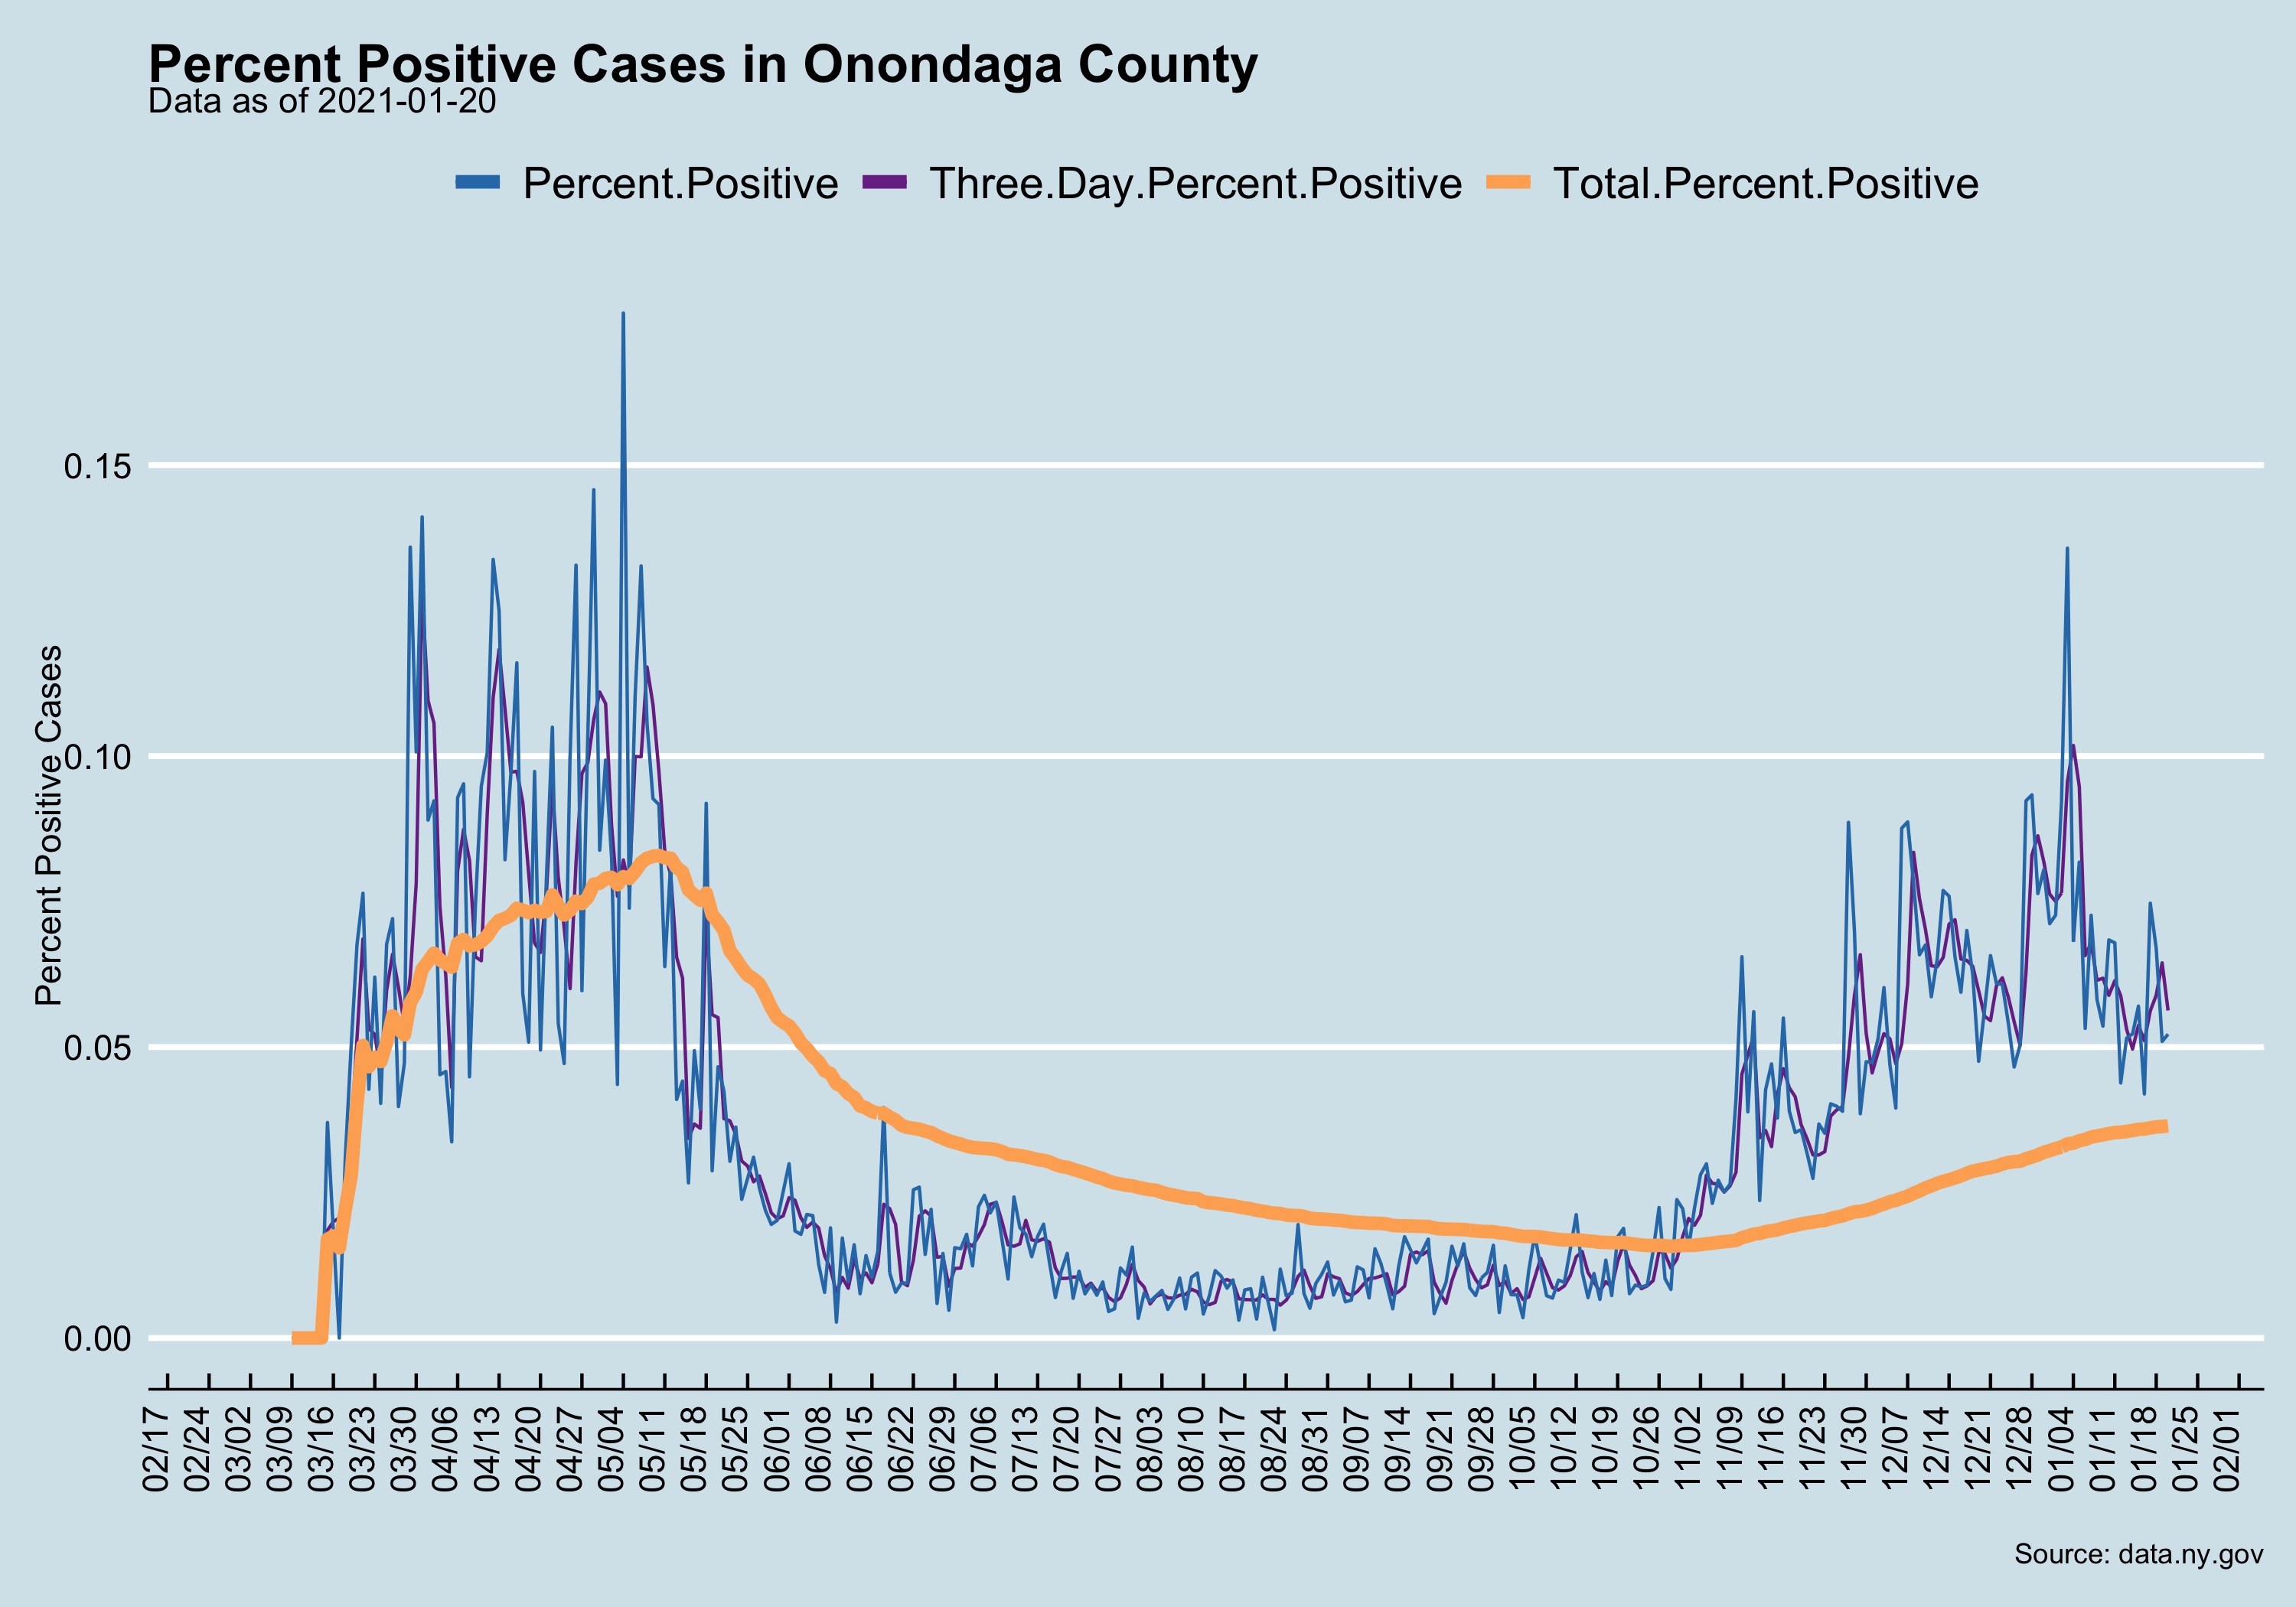 Percent Positive Cases in Onondaga County
Data as of 2021-01-20
Percent.Positive Three.Day.Percent.Positive Total.Percent.Positive
Percent Positive Cases
0.15
0.10
0.05
0.00
02/17 02/24 03/02 03/09 03/16 03/23 03/30 04/06 04/13 04/20 04/27 05/04 05/11 05/18 05/25 06/01 06/08 06/15 06/22 06/29 07/06 07/13 07/20 07/27 08/03 08/10 08/17 08/24 08/31 09/07 09/14 09/21 09/28 10/05 10/12 10/19 10/26 11/02 11/09 11/16 11/23 11/30 12/07 12/14 12/21 12/28 01/04 01/11 01/18 01/25 02/01
Source: data.ny.gov